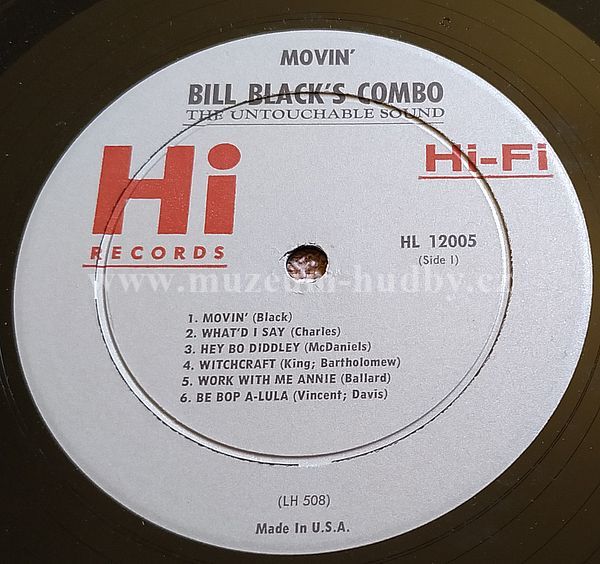 MOVIN'
BILL BLACK'S COMBO
THE UNTOUCHABLE SOUND
Hi
RECORDS
Hi-Fi
HL 12005
(Side 1)
www.muzeum-hudby.cz
1. MOVIN' (Black)
2. WHAT'D I SAY (Charles)
3. HEY BO DIDDLEY (McDaniels)
4. WITCHCRAFT (King; Bartholomew)
5. WORK WITH ME ANNIE (Ballard)
6. BE BOP A-LULA (Vincent; Davis)
(LH 508)
Made In U.S.A.